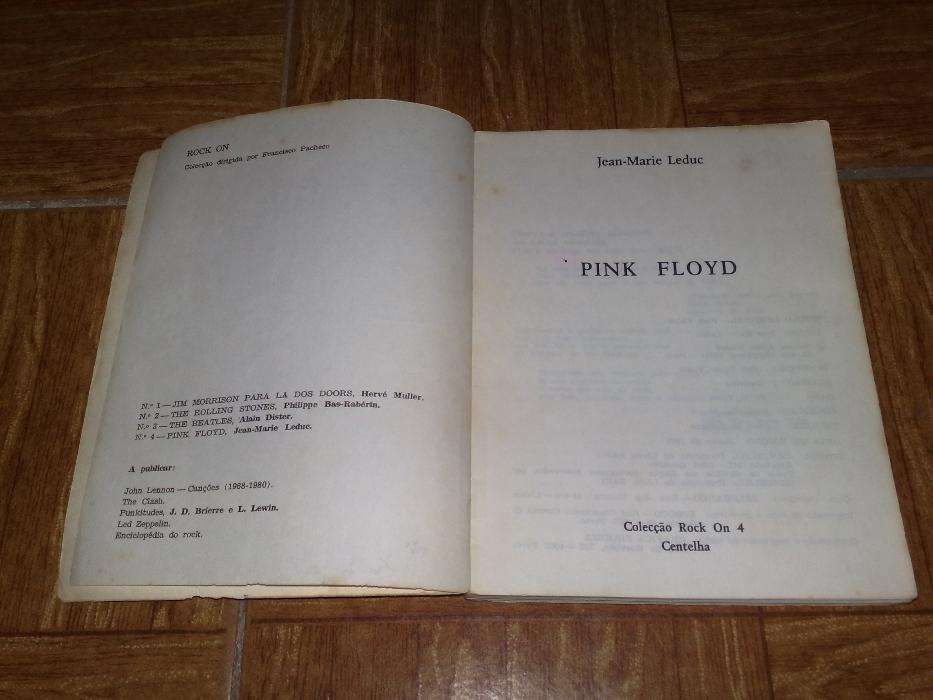 ROCK ON
Colecção dirigida por Francisco Pacheco
N.º 1 — JIM MORRISON PARA LÁ DOS DOORS, Hervé Muller.
N.º 2 — THE ROLLING STONES, Philippe Bas-Rabérin.
N.º 3 — THE BEATLES, Alain Dister.
N.º 4 — PINK FLOYD, Jean-Marie Leduc.
A publicar:
John Lennon — Canções (1968-1980).
The Clash.
Punkitudes, J. D. Brierre e L. Lewin.
Led Zeppelin.
Enciclopédia do rock.
Jean-Marie Leduc
PINK FLOYD
Colecção Rock On 4
Centelha